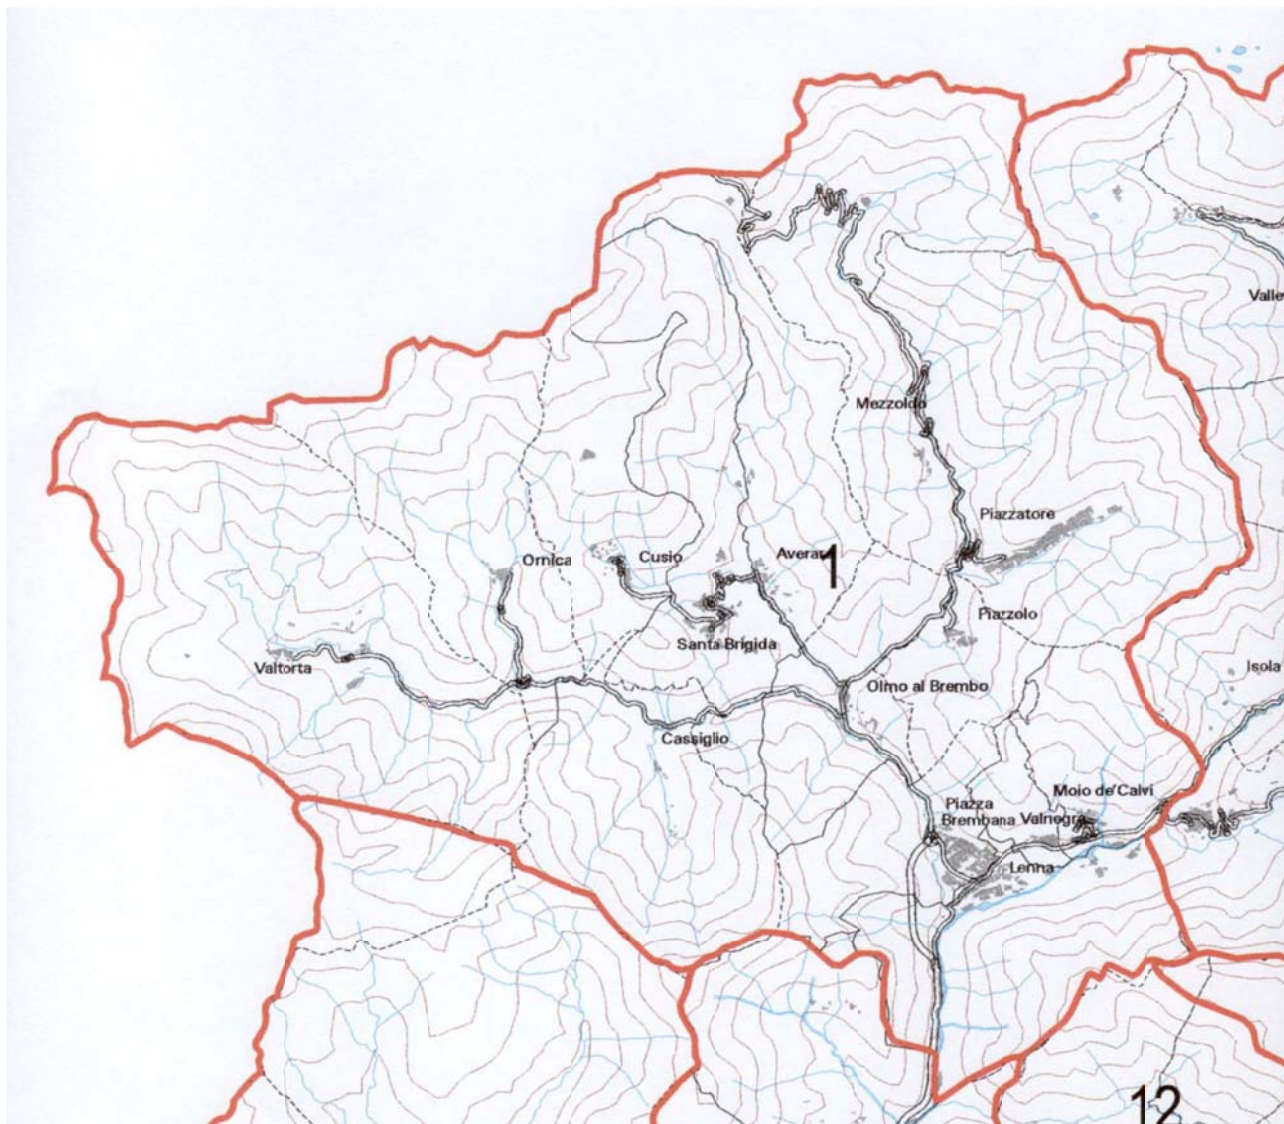 Valle
Mezzoldo
Piazzatore
Ornica
Cusio
Averara
1
Piazzolo
Santa Brigida
Valtorta
Isola
Olmo al Brembo
Cassiglio
Moio de'Calvi
Piazza
Brembana
Valnegra
Lenna
12